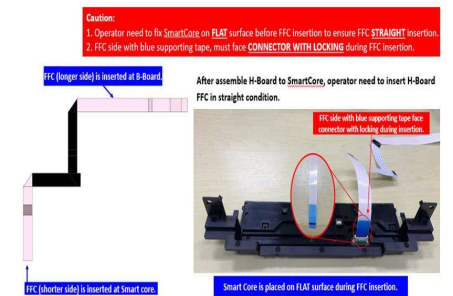 Caution:
1. Operator need to fix SmartCore on FLAT surface before FFC insertion to ensure FFC STRAIGHT insertion.
2. FFC side with blue supporting tape, must face CONNECTOR WITH LOCKING during FFC insertion.
FFC (longer side) is inserted at B-Board.
After assemble H-Board to SmartCore, operator need to insert H-Board
FFC in straight condition.
FFC side with blue supporting tape face
connector with locking during insertion.
FFC (shorter side) is inserted at Smart core.
Smart Core is placed on FLAT surface during FFC insertion.